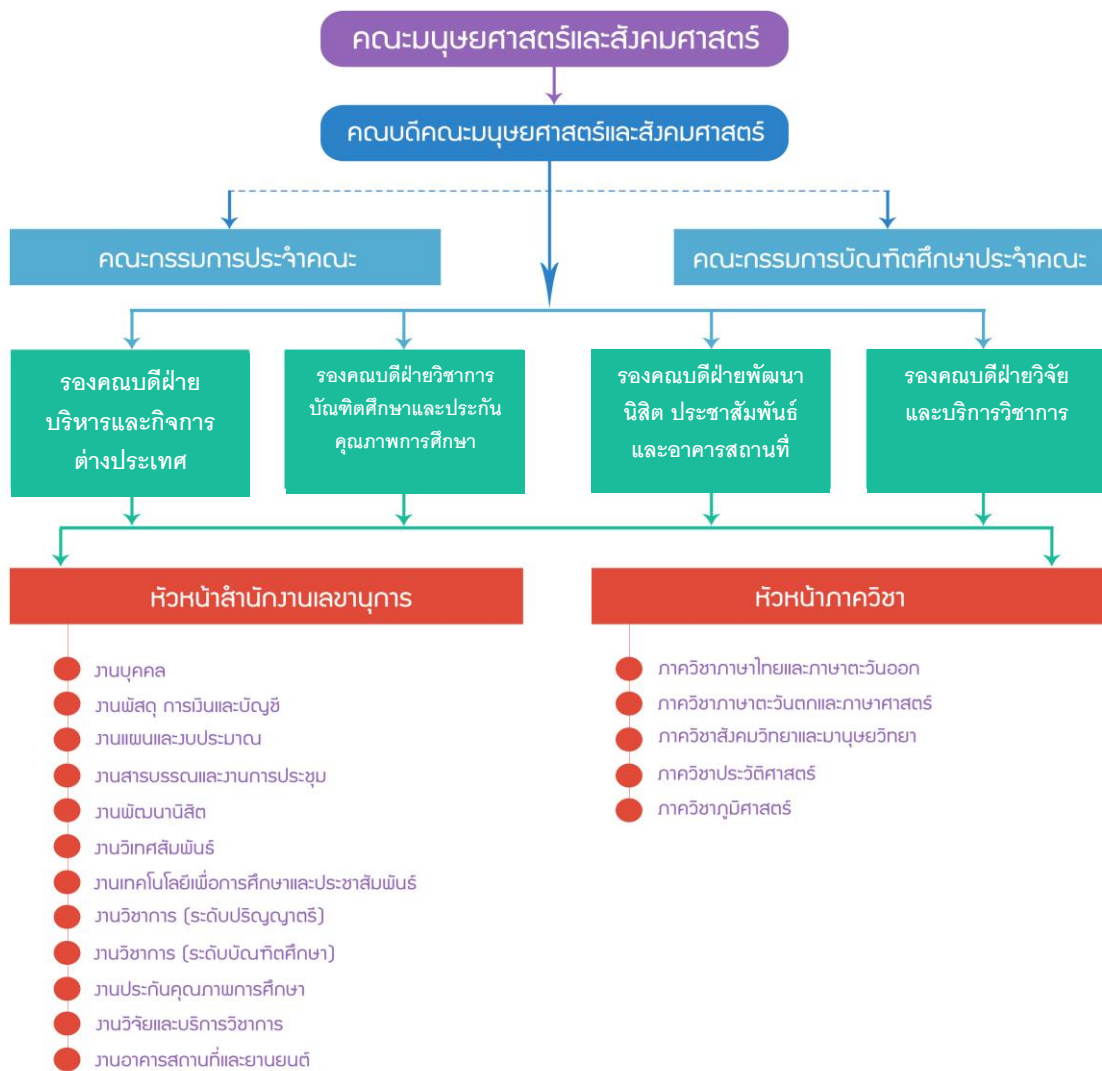 คณะมนุษยศาสตร์และสังคมศาสตร์
คณบดีคณะมนุษยศาสตร์และสังคมศาสตร์
คณะกรรมการประจำคณะ
คณะกรรมการบัณฑิตศึกษาประจำคณะ
รองคณบดีฝ่าย
บริหารและกิจการ
ต่างประเทศ
รองคณบดีฝ่ายวิชาการ
บัณฑิตศึกษาและประกัน
คุณภาพการศึกษา
รองคณบดีฝ่ายพัฒนา
นิสิต ประชาสัมพันธ์
และอาคารสถานที่
รองคณบดีฝ่ายวิจัย
และบริการวิชาการ
หัวหน้าสำนักงานเลขานุการ
งานบุคคล
งานพัสดุ การเงินและบัญชี
งานแผนและงบประมาณ
งานสารบรรณและงานการประชุม
งานพัฒนานิสิต
งานวิเทศสัมพันธ์
งานเทคโนโลยีเพื่อการศึกษาและประชาสัมพันธ์
งานวิชาการ (ระดับปริญญาตรี)
งานวิชาการ (ระดับบัณฑิตศึกษา)
งานประกันคุณภาพการศึกษา
งานวิจัยและบริการวิชาการ
งานอาคารสถานที่และยานยนต์
หัวหน้าภาควิชา
ภาควิชาภาษาไทยและภาษาตะวันออก
ภาควิชาภาษาตะวันตกและภาษาศาสตร์
ภาควิชาสังคมวิทยาและมานุษยวิทยา
ภาควิชาประวัติศาสตร์
ภาควิชาภูมิศาสตร์